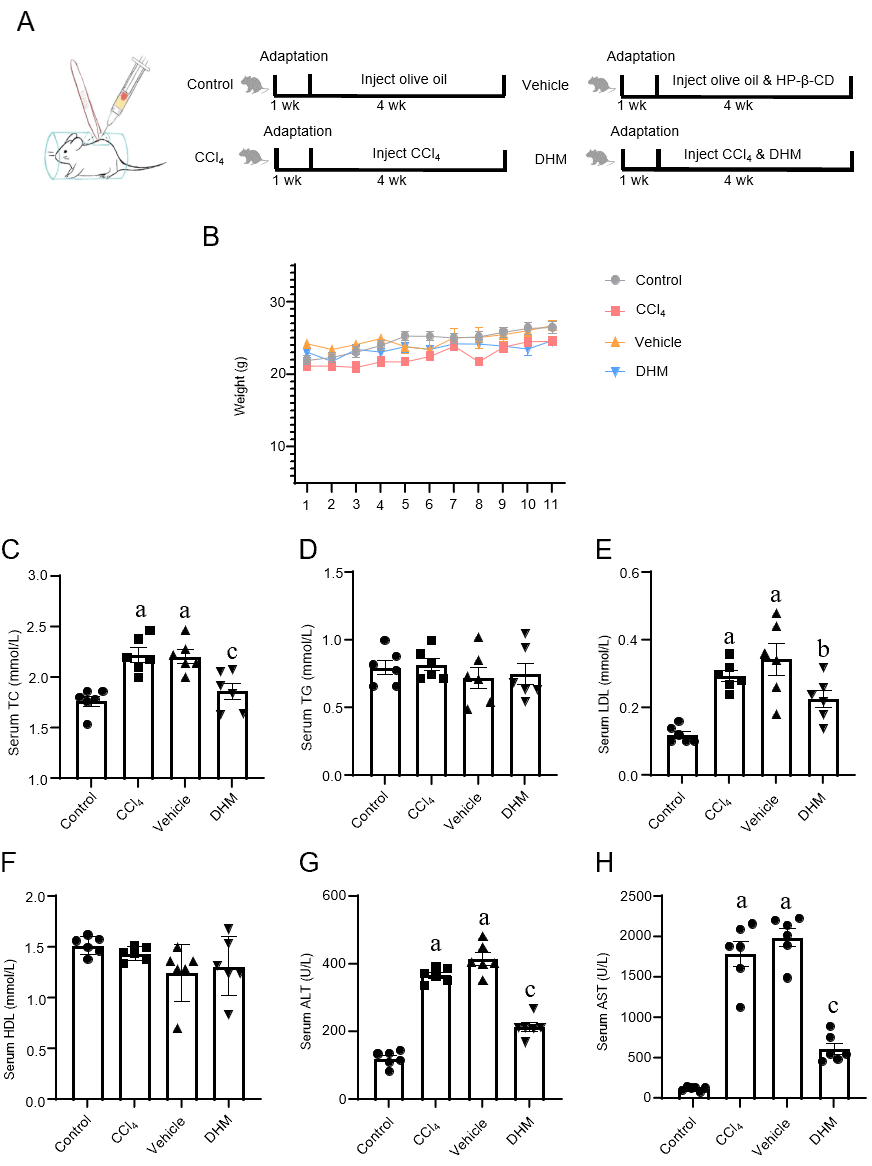 A
Adaptation
Control
Inject olive oil
1 wk
4 wk
Adaptation
Vehicle
Inject olive oil & HP-β-CD
1 wk
4 wk
Adaptation
CCl₄
Inject CCl₄
1 wk
4 wk
Adaptation
DHM
Inject CCl₄ & DHM
1 wk
4 wk
B
Weight (g)
30
20
10
1 2 3 4 5 6 7 8 9 10 11
Control
CCl₄
Vehicle
DHM
C
Serum TC (mmol/L)
3.0
2.5
2.0
1.5
1.0
a
a
c
Control
CCl₄
Vehicle
DHM
D
Serum TG (mmol/L)
1.5
1.0
0.5
0.0
Control
CCl₄
Vehicle
DHM
E
Serum LDL (mmol/L)
0.6
0.4
0.2
0.0
a
a
b
Control
CCl₄
Vehicle
DHM
F
Serum HDL (mmol/L)
2.0
1.5
1.0
0.5
0.0
Control
CCl₄
Vehicle
DHM
G
Serum ALT (U/L)
600
400
200
0
a
a
c
Control
CCl₄
Vehicle
DHM
H
Serum AST (U/L)
2500
2000
1500
1000
500
0
a
a
c
Control
CCl₄
Vehicle
DHM